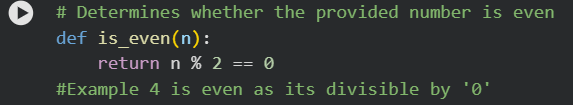 # Determines whether the provided number is even
def is_even(n):
    return n % 2 == 0
#Example 4 is even as its divisible by '0'